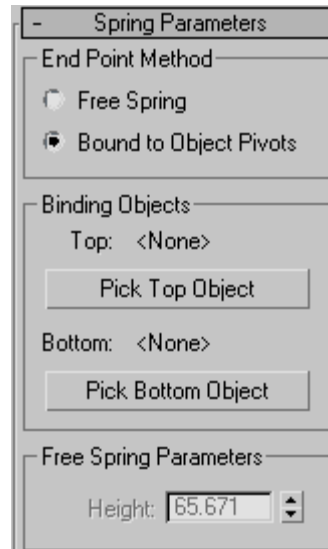 - Spring Parameters
End Point Method
Free Spring
Bound to Object Pivots
Binding Objects
Top: <None>
Pick Top Object
Bottom: <None>
Pick Bottom Object
Free Spring Parameters
Height: 65.671